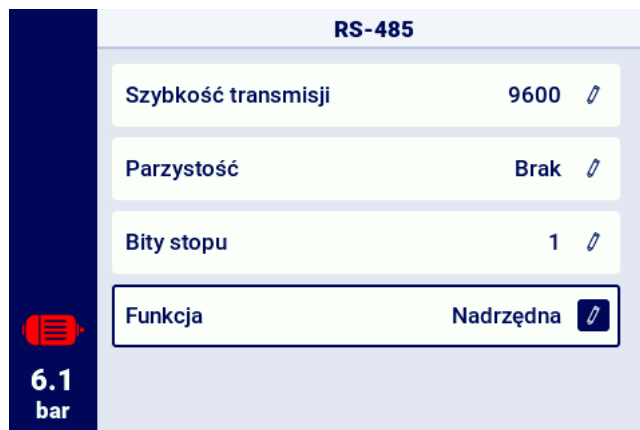 RS-485
Szybkość transmisji 9600
Parzystość Brak
Bity stopu 1
Funkcja Nadrzędna
6.1
bar